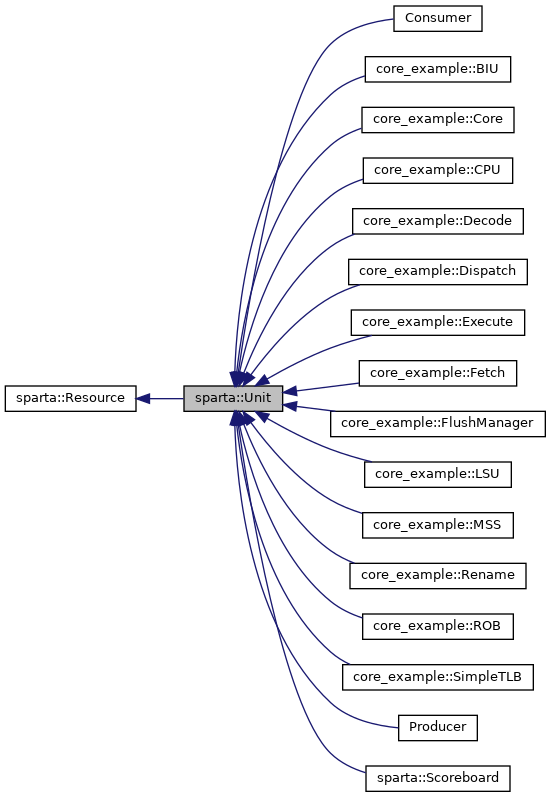 Consumer
core_example::BIU
core_example::Core
core_example::CPU
core_example::Decode
core_example::Dispatch
core_example::Execute
core_example::Fetch
sparta::Resource
sparta::Unit
core_example::FlushManager
core_example::LSU
core_example::MSS
core_example::Rename
core_example::ROB
core_example::SimpleTLB
Producer
sparta::Scoreboard